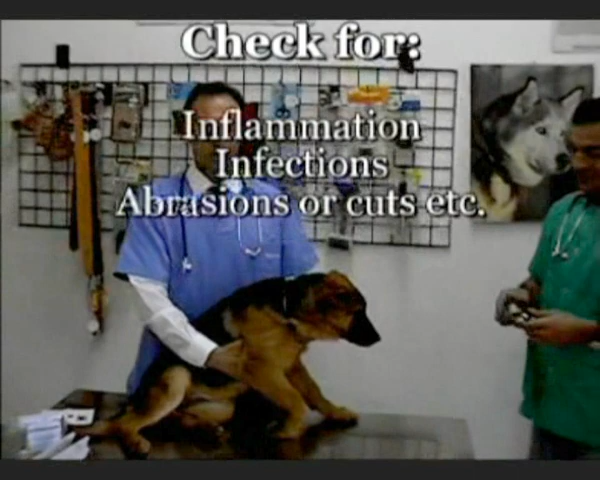 Check for:
Inflammation
Infections
Abrasions or cuts etc.